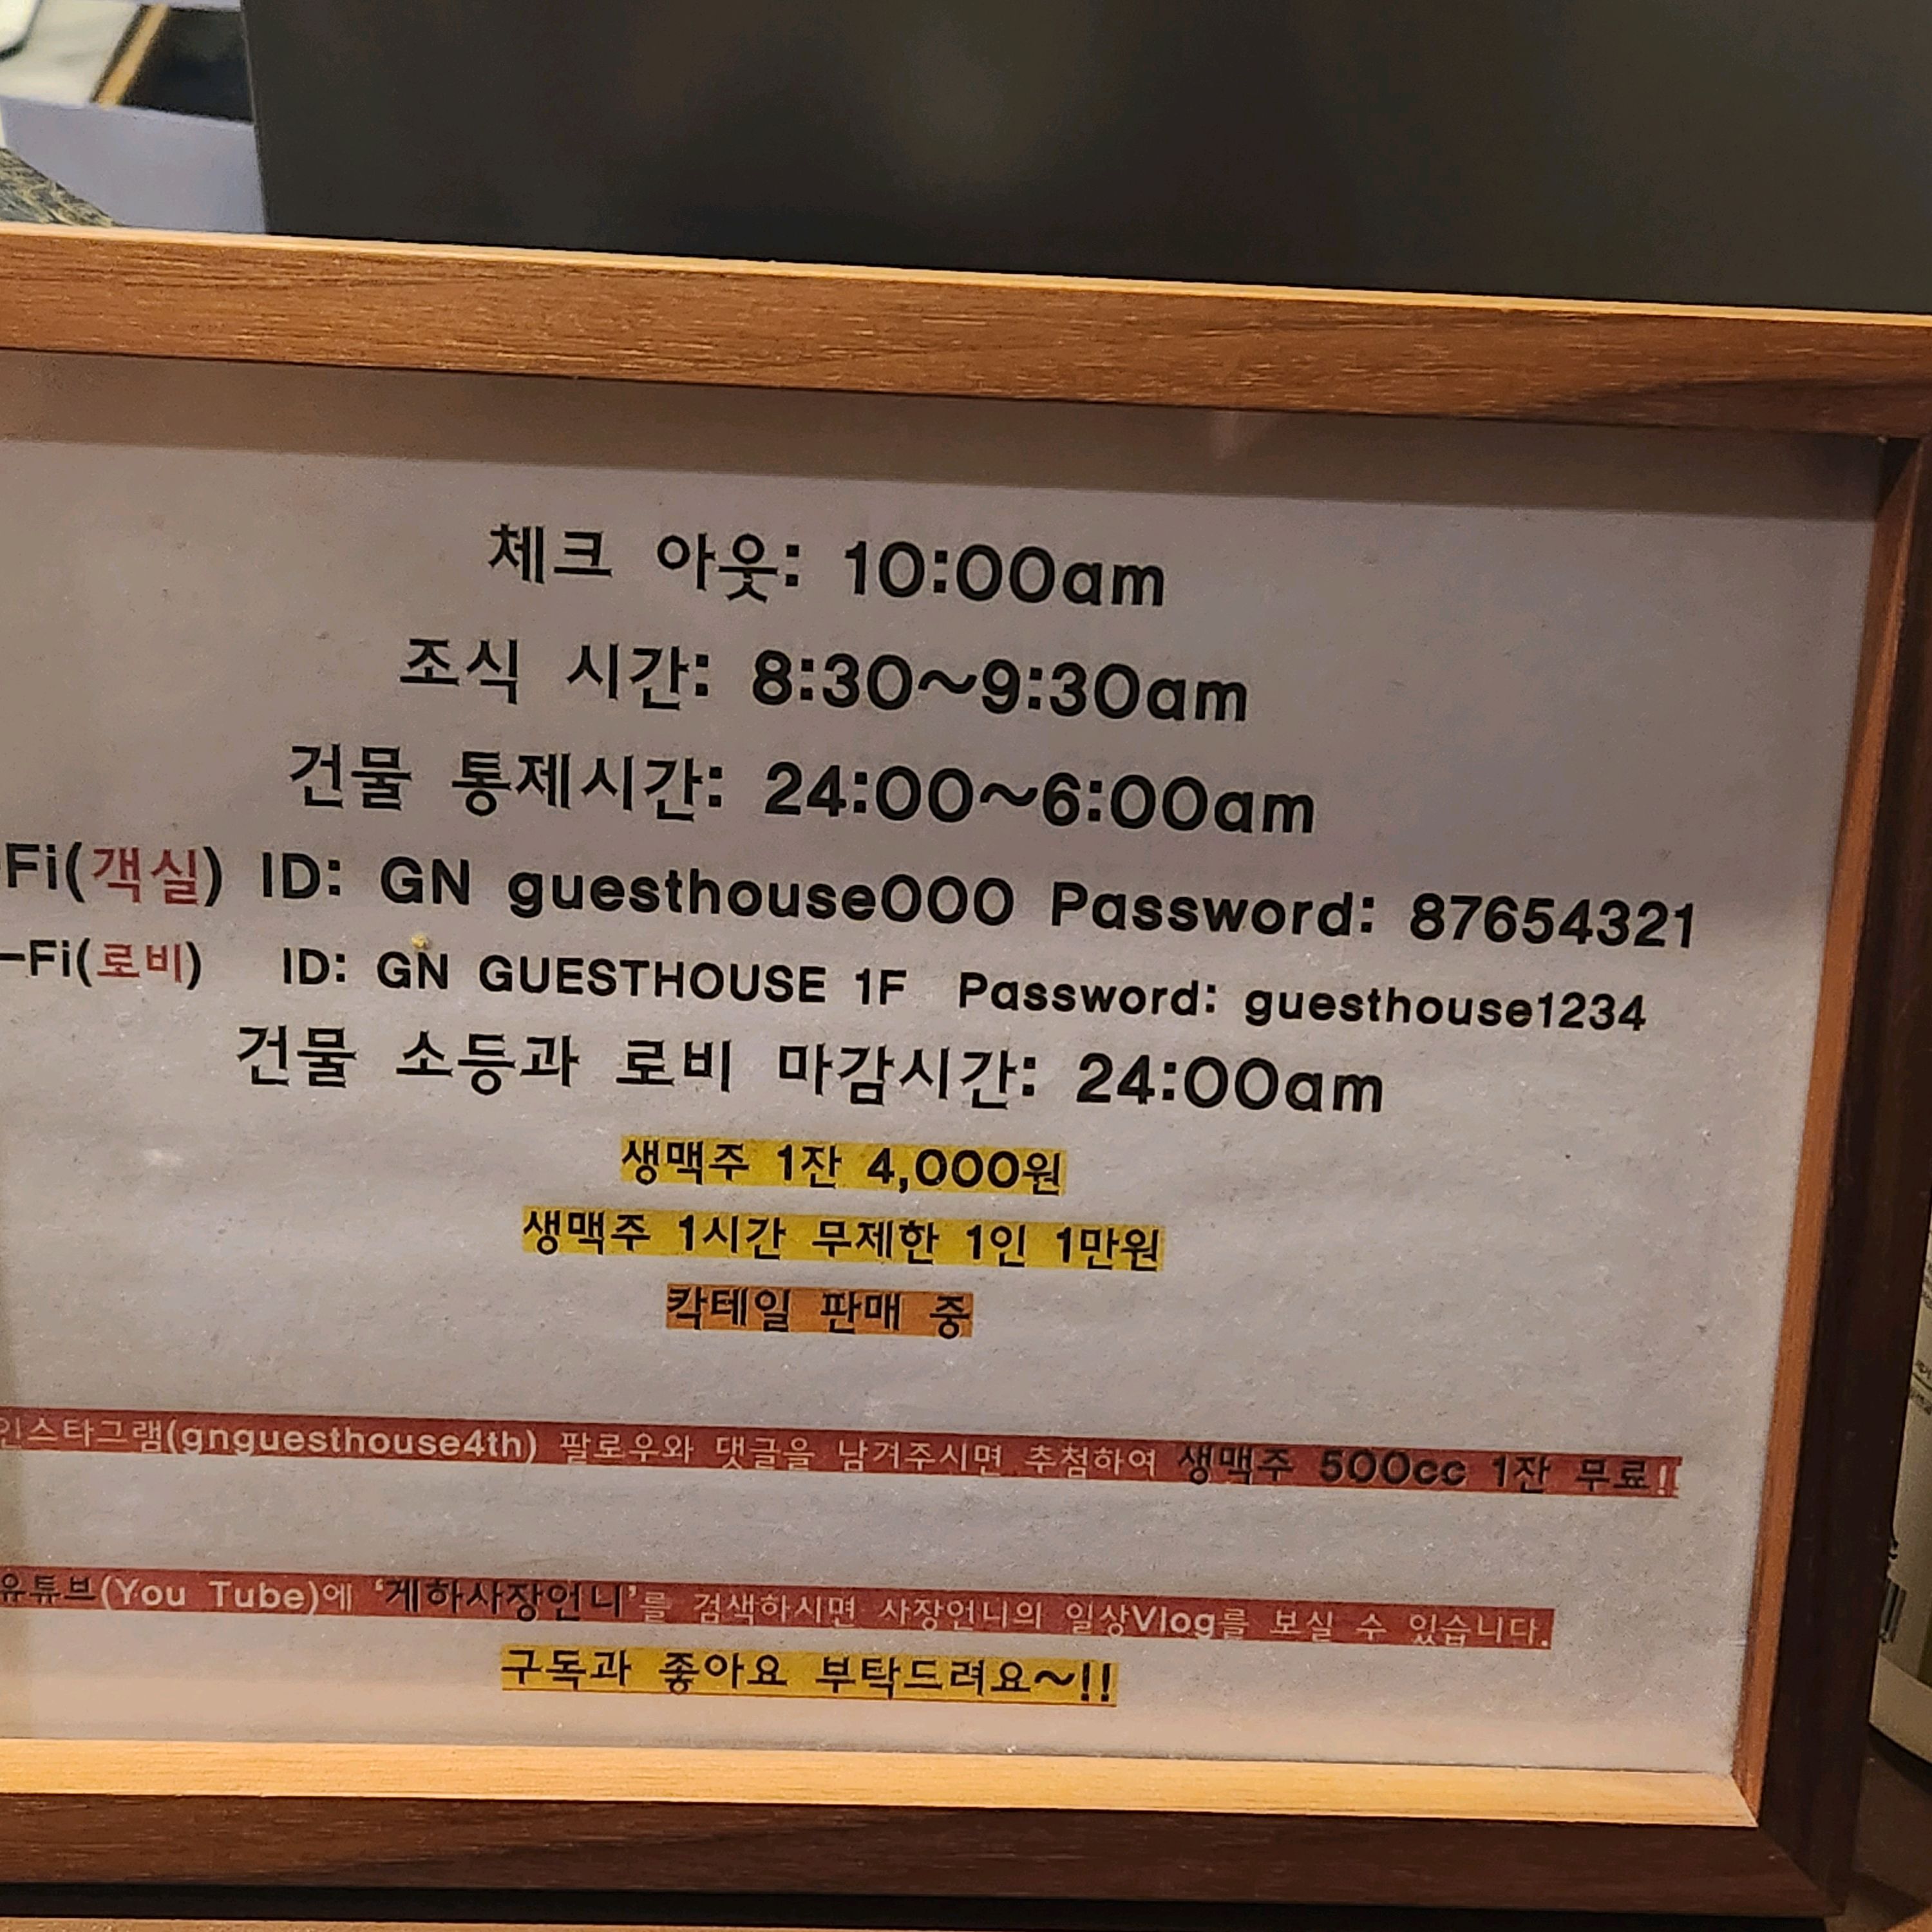 체크 아웃: 10:00am
조식 시간: 8:30~9:30am
건물 통제시간: 24:00~6:00am
-Fi(객실) ID: GN guesthouse000 Password: 87654321
-Fi(로비) ID: GN GUESTHOUSE 1F Password: guesthouse1234
건물 소등과 로비 마감시간: 24:00am
생맥주 1잔 4,000원
생맥주 1시간 무제한 1인 1만원
칵테일 판매 중
인스타그램(gnguesthouse4th) 팔로우와 댓글을 남겨주시면 추첨하여 생맥주 500cc 1잔 무료!!
유튜브(You Tube)에 '게하사장언니'를 검색하시면 사장언니의 일상Vlog를 보실 수 있습니다.
구독과 좋아요 부탁드려요~!!